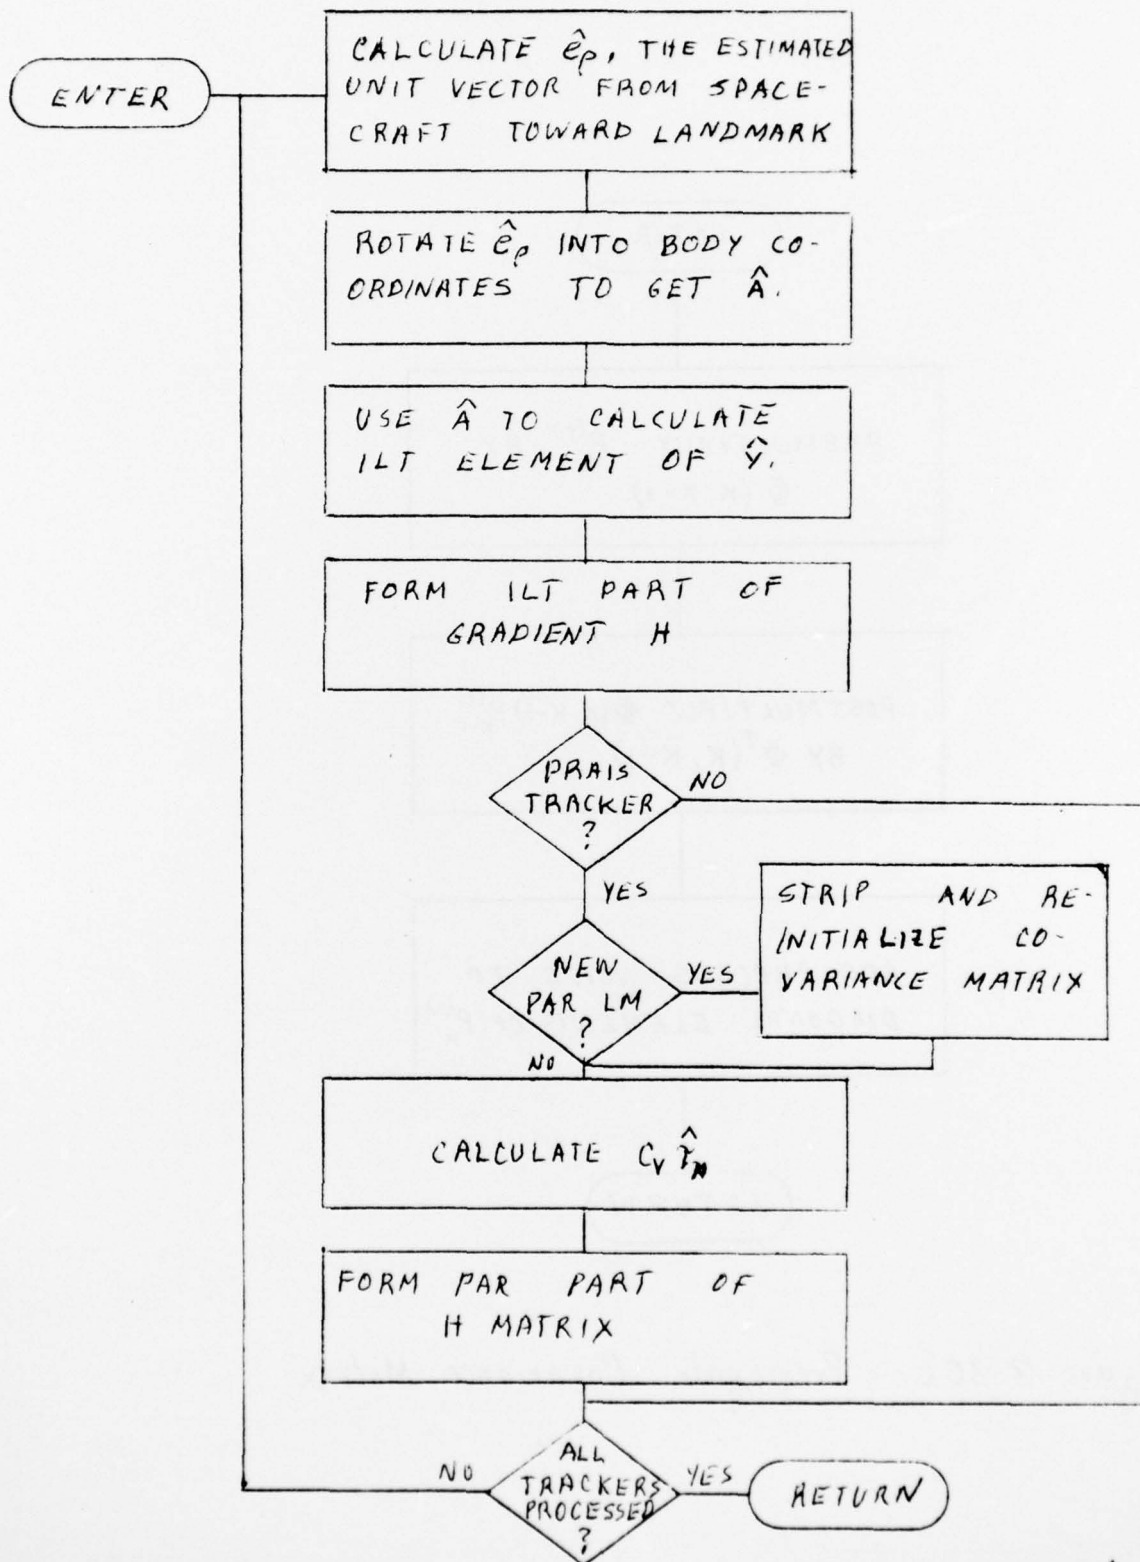 ENTER
CALCULATE ê_ρ, THE ESTIMATED
UNIT VECTOR FROM SPACE-
CRAFT TOWARD LANDMARK
ROTATE ê_ρ INTO BODY CO-
ORDINATES TO GET Â.
USE Â TO CALCULATE
ILT ELEMENT OF Ŷ.
FORM ILT PART OF
GRADIENT H
PRAIS
TRACKER
?
NO
YES
NEW
PAR LM
?
YES
STRIP AND RE-
INITIALIZE CO-
VARIANCE MATRIX
NO
CALCULATE C_V
FORM PAR PART OF
H MATRIX
ALL
TRACKERS
PROCESSED
?
NO
YES
RETURN